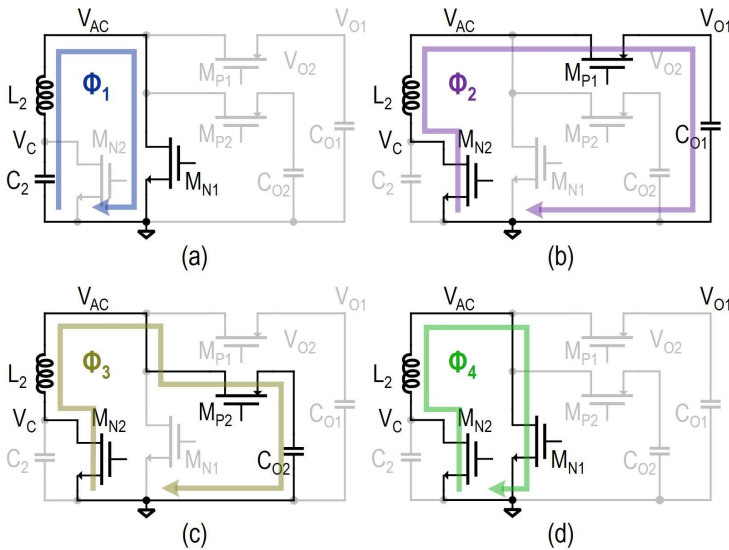 V_AC
V_O1
V_O2
M_P1
L_2
Φ_1
M_P2
V_C
M_N2
C_O1
C_2
M_N1
C_O2
(a)
V_AC
V_O1
M_P1
V_O2
L_2
Φ_2
M_P2
V_C
M_N2
C_O1
C_2
M_N1
C_O2
(b)
V_AC
V_O1
V_O2
M_P1
L_2
Φ_3
M_P2
V_C
M_N2
C_O1
C_2
M_N1
C_O2
(c)
V_AC
V_O1
V_O2
M_P1
L_2
Φ_4
M_P2
V_C
M_N2
C_O1
C_2
M_N1
C_O2
(d)